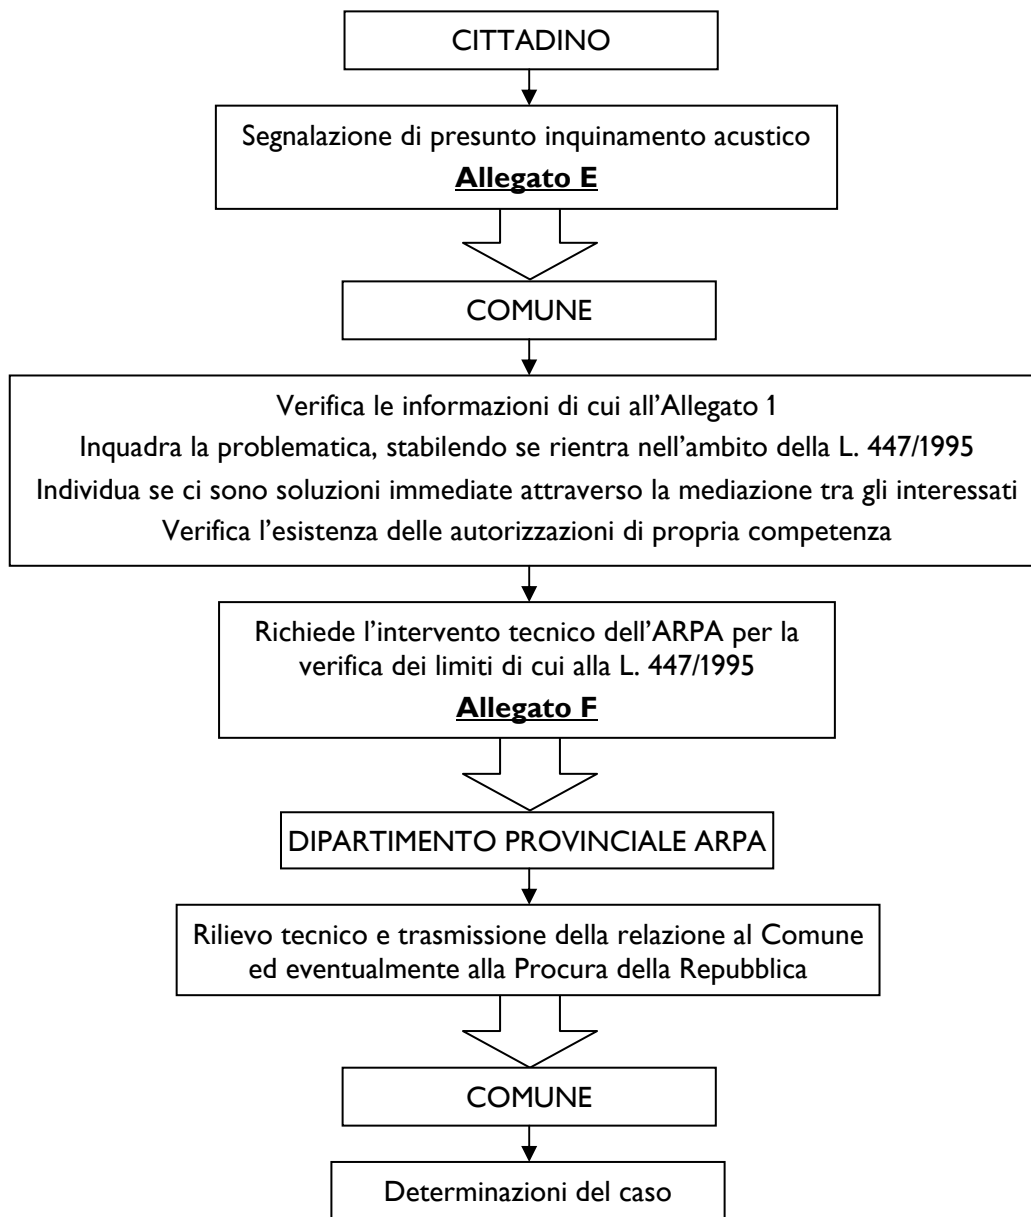 CITTADINO
Segnalazione di presunto inquinamento acustico
Allegato E
COMUNE
Verifica le informazioni di cui all’Allegato 1
Inquadra la problematica, stabilendo se rientra nell’ambito della L. 447/1995
Individua se ci sono soluzioni immediate attraverso la mediazione tra gli interessati
Verifica l’esistenza delle autorizzazioni di propria competenza
Richiede l’intervento tecnico dell’ARPA per la
verifica dei limiti di cui alla L. 447/1995
Allegato F
DIPARTIMENTO PROVINCIALE ARPA
Rilievo tecnico e trasmissione della relazione al Comune
ed eventualmente alla Procura della Repubblica
COMUNE
Determinazioni del caso